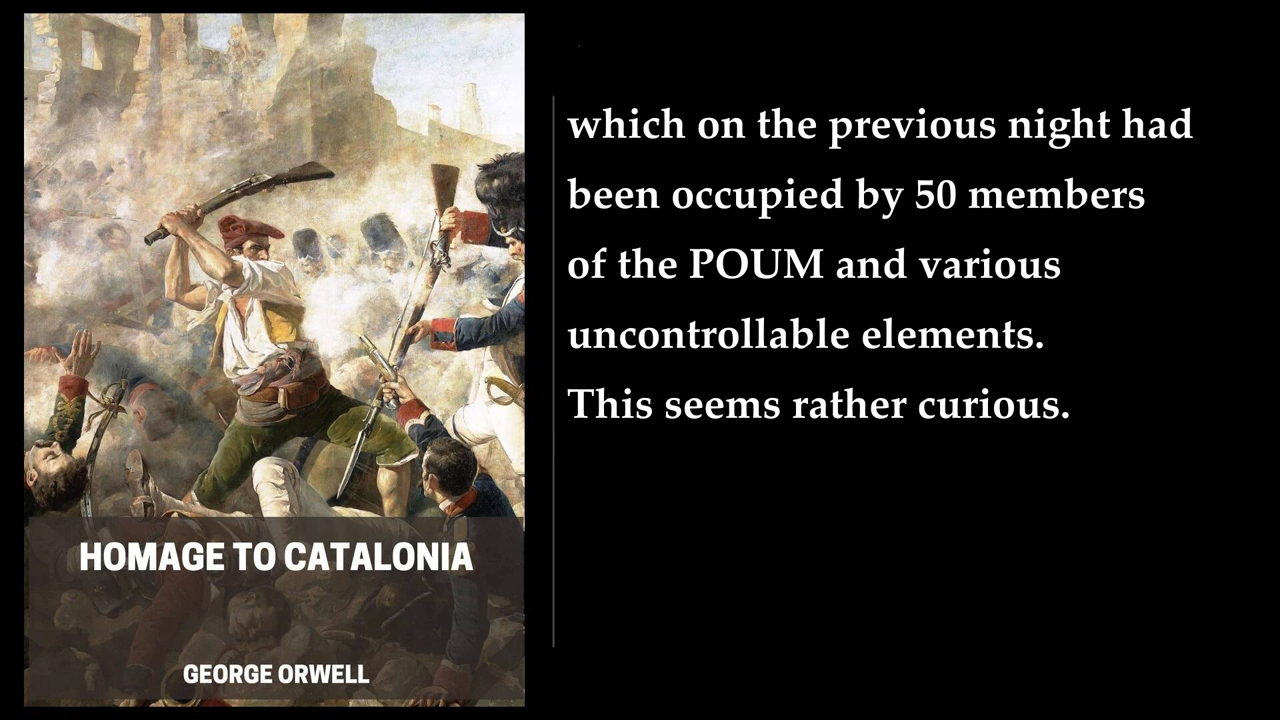 which on the previous night had
been occupied by 50 members
of the POUM and various
uncontrollable elements.
This seems rather curious.
HOMAGE TO CATALONIA
GEORGE ORWELL